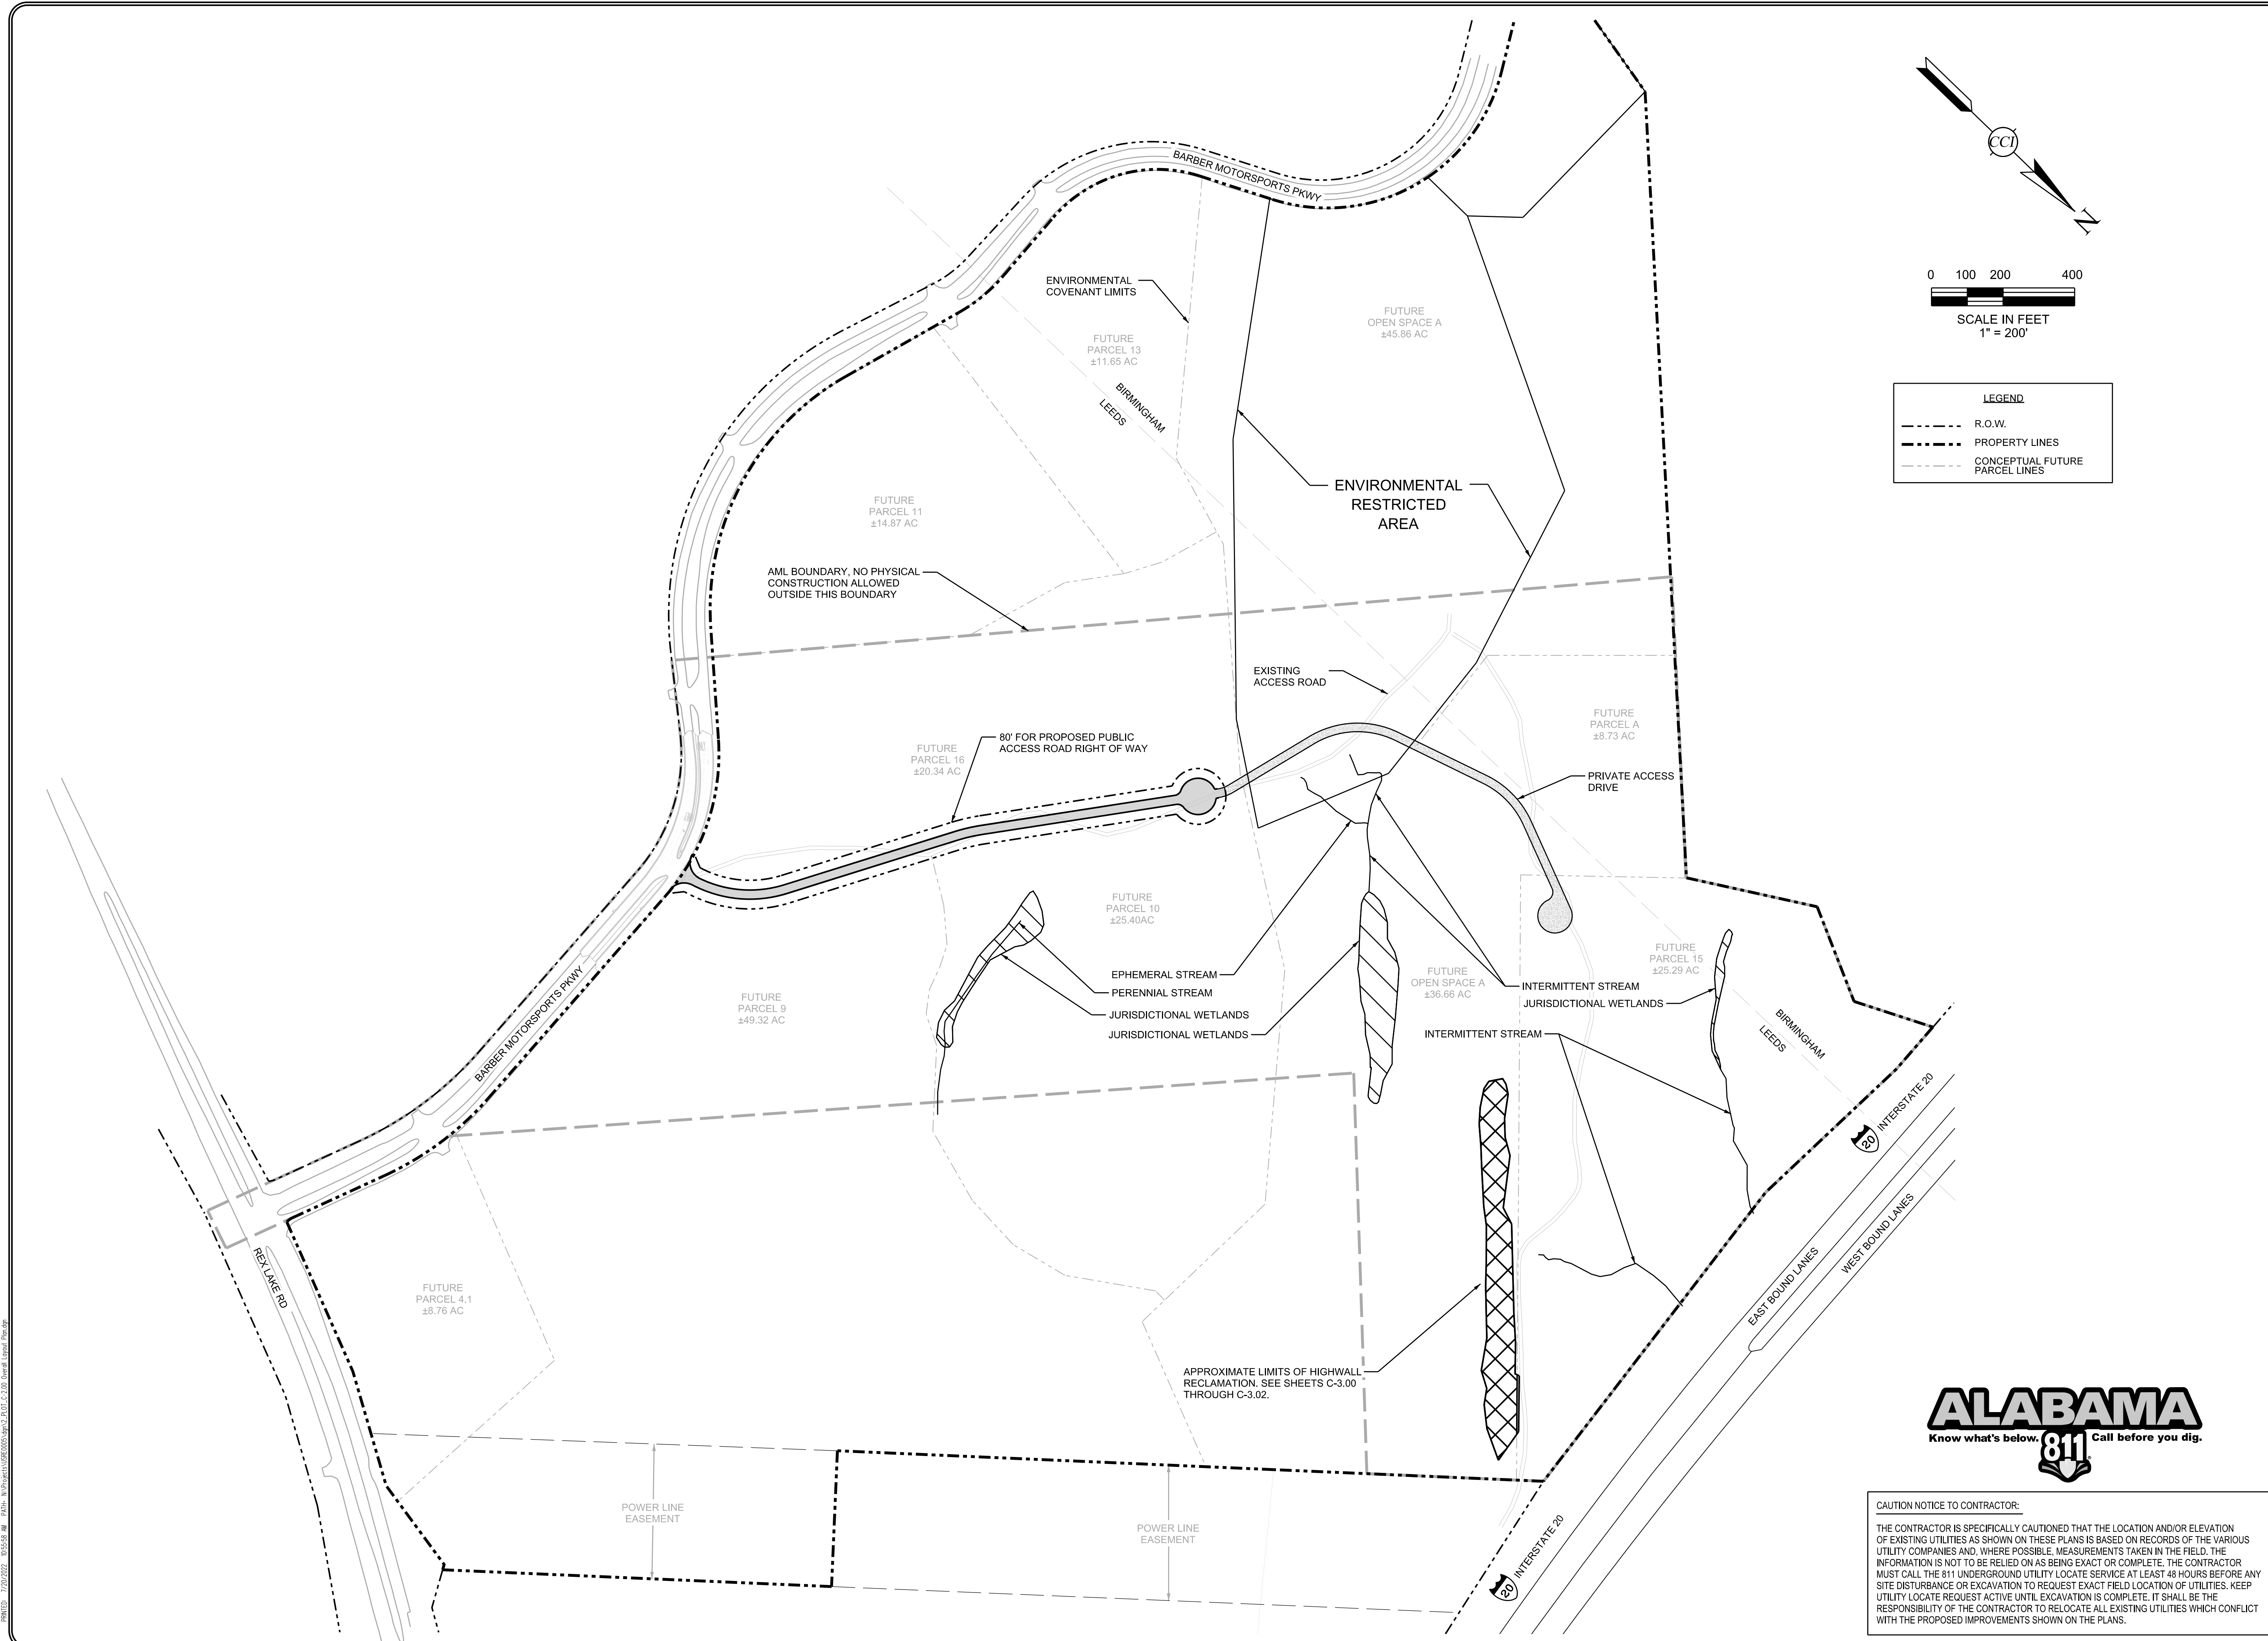 BARBER MOTORSPORTS PKWY
CCI
N
0 100 200 400
SCALE IN FEET
1" = 200'
LEGEND
R.O.W.
PROPERTY LINES
CONCEPTUAL FUTURE
PARCEL LINES
ENVIRONMENTAL
COVENANT LIMITS
FUTURE
PARCEL 13
±11.65 AC
FUTURE
OPEN SPACE A
±45.86 AC
BIRMINGHAM
LEEDS
ENVIRONMENTAL
RESTRICTED
AREA
FUTURE
PARCEL 11
±14.87 AC
AML BOUNDARY, NO PHYSICAL
CONSTRUCTION ALLOWED
OUTSIDE THIS BOUNDARY
EXISTING
ACCESS ROAD
FUTURE
PARCEL A
±8.73 AC
80' FOR PROPOSED PUBLIC
ACCESS ROAD RIGHT OF WAY
FUTURE
PARCEL 16
±20.34 AC
PRIVATE ACCESS
DRIVE
FUTURE
PARCEL 10
±25.40AC
FUTURE
PARCEL 15
±25.29 AC
EPHEMERAL STREAM
PERENNIAL STREAM
JURISDICTIONAL WETLANDS
JURISDICTIONAL WETLANDS
FUTURE
OPEN SPACE A
±36.66 AC
INTERMITTENT STREAM
JURISDICTIONAL WETLANDS
INTERMITTENT STREAM
FUTURE
PARCEL 9
±49.32 AC
BARBER MOTORSPORTS PKWY
BIRMINGHAM
LEEDS
20
INTERSTATE 20
EAST BOUND LANES
WEST BOUND LANES
REX LAKE RD
FUTURE
PARCEL 4.1
±8.76 AC
APPROXIMATE LIMITS OF HIGHWALL
RECLAMATION. SEE SHEETS C-3.00
THROUGH C-3.02.
POWER LINE
EASEMENT
POWER LINE
EASEMENT
20
INTERSTATE 20
ALABAMA
Know what's below. 811 Call before you dig.
CAUTION NOTICE TO CONTRACTOR:
THE CONTRACTOR IS SPECIFICALLY CAUTIONED THAT THE LOCATION AND/OR ELEVATION
OF EXISTING UTILITIES AS SHOWN ON THESE PLANS IS BASED ON RECORDS OF THE VARIOUS
UTILITY COMPANIES AND, WHERE POSSIBLE, MEASUREMENTS TAKEN IN THE FIELD. THE
INFORMATION IS NOT TO BE RELIED ON AS BEING EXACT OR COMPLETE. THE CONTRACTOR
MUST CALL THE 811 UNDERGROUND UTILITY LOCATE SERVICE AT LEAST 48 HOURS BEFORE ANY
SITE DISTURBANCE OR EXCAVATION TO REQUEST EXACT FIELD LOCATION OF UTILITIES. KEEP
UTILITY LOCATE REQUEST ACTIVE UNTIL EXCAVATION IS COMPLETE. IT SHALL BE THE
RESPONSIBILITY OF THE CONTRACTOR TO RELOCATE ALL EXISTING UTILITIES WHICH CONFLICT
WITH THE PROPOSED IMPROVEMENTS SHOWN ON THE PLANS.
PRINTED: 7/20/2022 10:55:58 AM PATH: